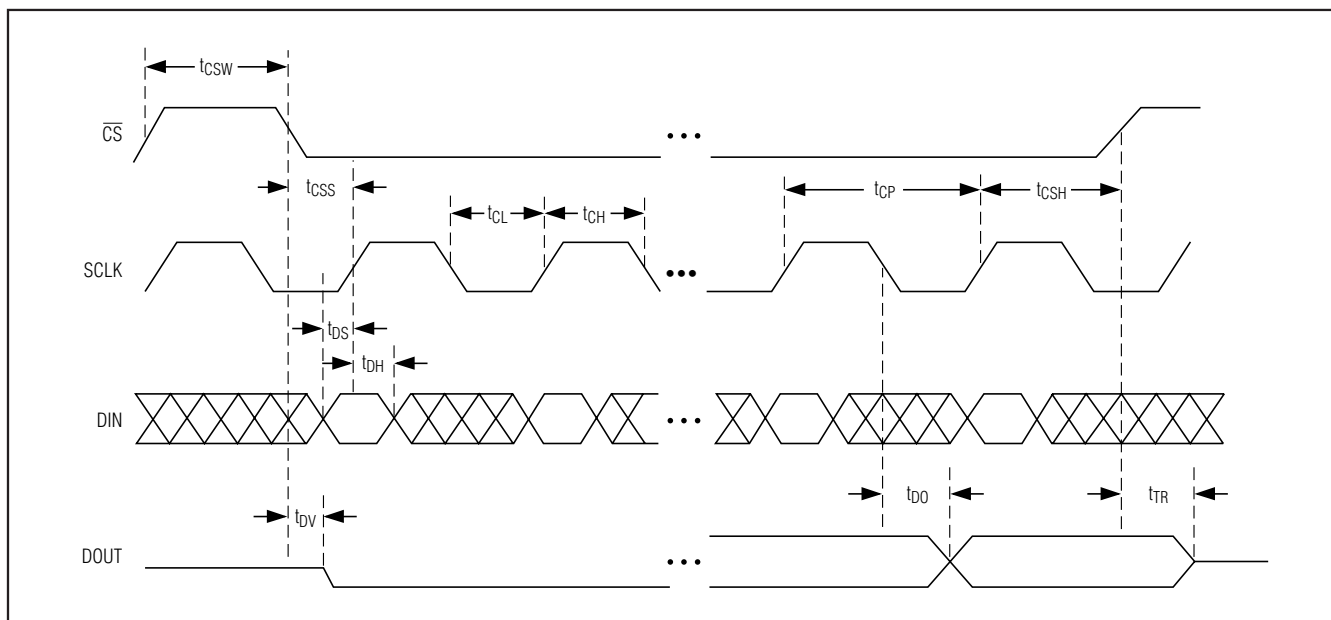 tCSW
CS
tCSS
tCL
tCH
tCP
tCSH
SCLK
tDS
tDH
DIN
tDV
tDO
tTR
DOUT